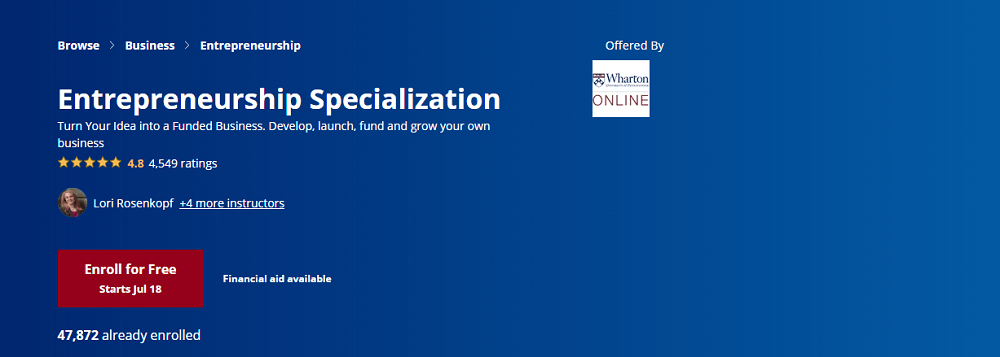 Browse > Business > Entrepreneurship
Offered By
Wharton
ONLINE
Entrepreneurship Specialization
Turn Your Idea into a Funded Business. Develop, launch, fund and grow your own
business
4.8 4,549 ratings
Lori Rosenkopf +4 more instructors
Enroll for Free
Starts Jul 18
Financial aid available
47,872 already enrolled